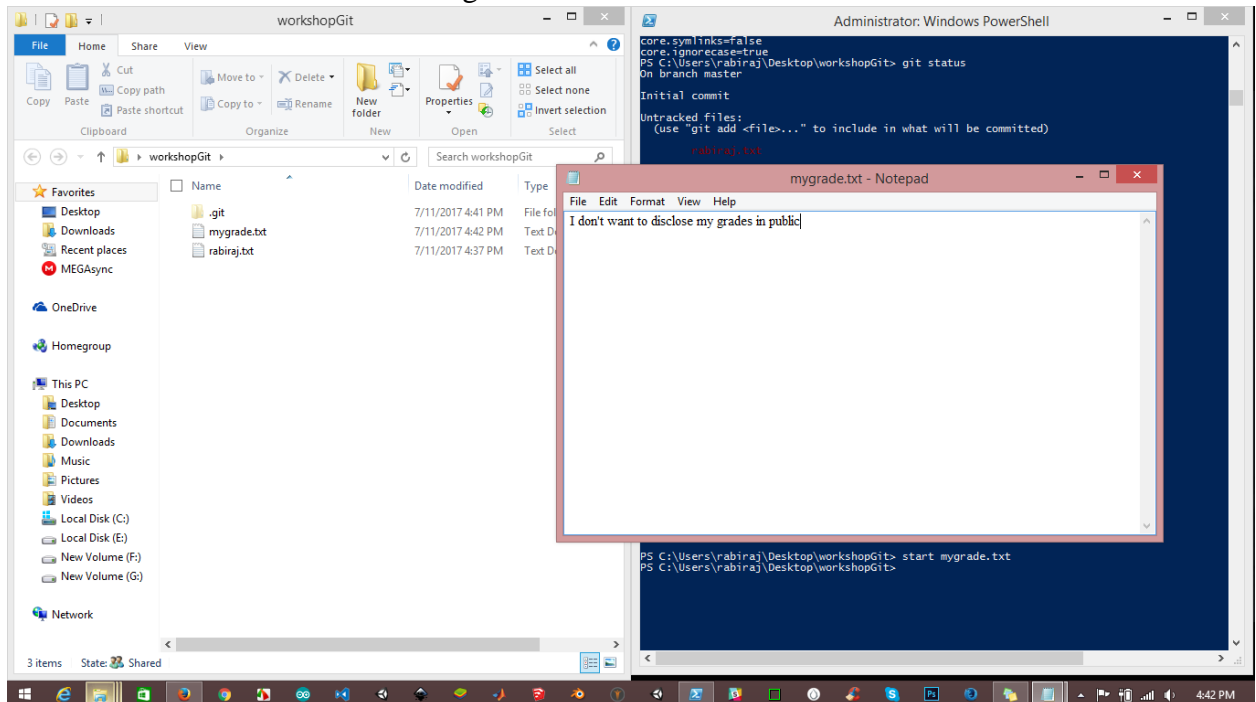 workshopGit
File Home Share View
Copy
Paste
Cut
Copy path
Paste shortcut
Clipboard
Move to
Copy to
Delete
Rename
Organize
New folder
New
Properties
Open
Select all
Select none
Invert selection
Select
workshopGit
Search workshopGit
Name Date modified Type
.git 7/11/2017 4:41 PM File fol
mygrade.txt 7/11/2017 4:42 PM Text D
rabiraj.txt 7/11/2017 4:37 PM Text D
Favorites
Desktop
Downloads
Recent places
MEGAsync
OneDrive
Homegroup
This PC
Desktop
Documents
Downloads
Music
Pictures
Videos
Local Disk (C:)
Local Disk (E:)
New Volume (F:)
New Volume (G:)
Network
3 items State: Shared
Administrator: Windows PowerShell
core.symlinks=false
core.ignorecase=true
PS C:\Users\rabiraj\Desktop\workshopGit> git status
On branch master
Initial commit
Untracked files:
(use "git add <file>..." to include in what will be committed)
rabiraj.txt
mygrade.txt - Notepad
File Edit Format View Help
I don't want to disclose my grades in public
PS C:\Users\rabiraj\Desktop\workshopGit> start mygrade.txt
PS C:\Users\rabiraj\Desktop\workshopGit>
4:42 PM